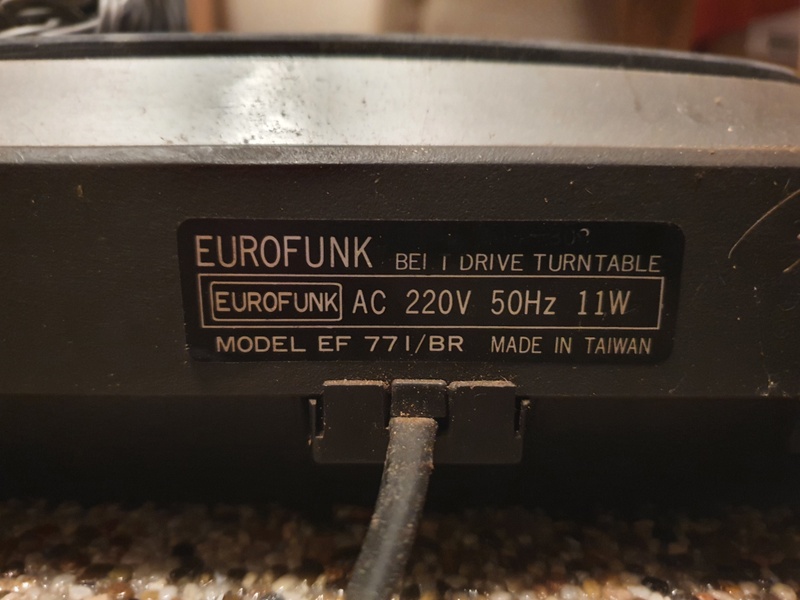 EUROFUNK BELT DRIVE TURNTABLE
EUROFUNK AC 220V 50Hz 11W
MODEL EF 771/BR MADE IN TAIWAN